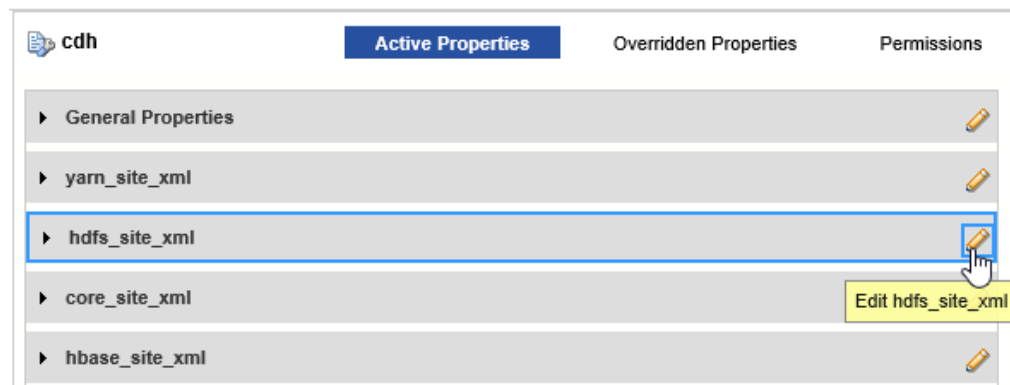 cdh Active Properties Overridden Properties Permissions
General Properties
yarn_site_xml
hdfs_site_xml
core_site_xml
Edit hdfs_site_xml
hbase_site_xml